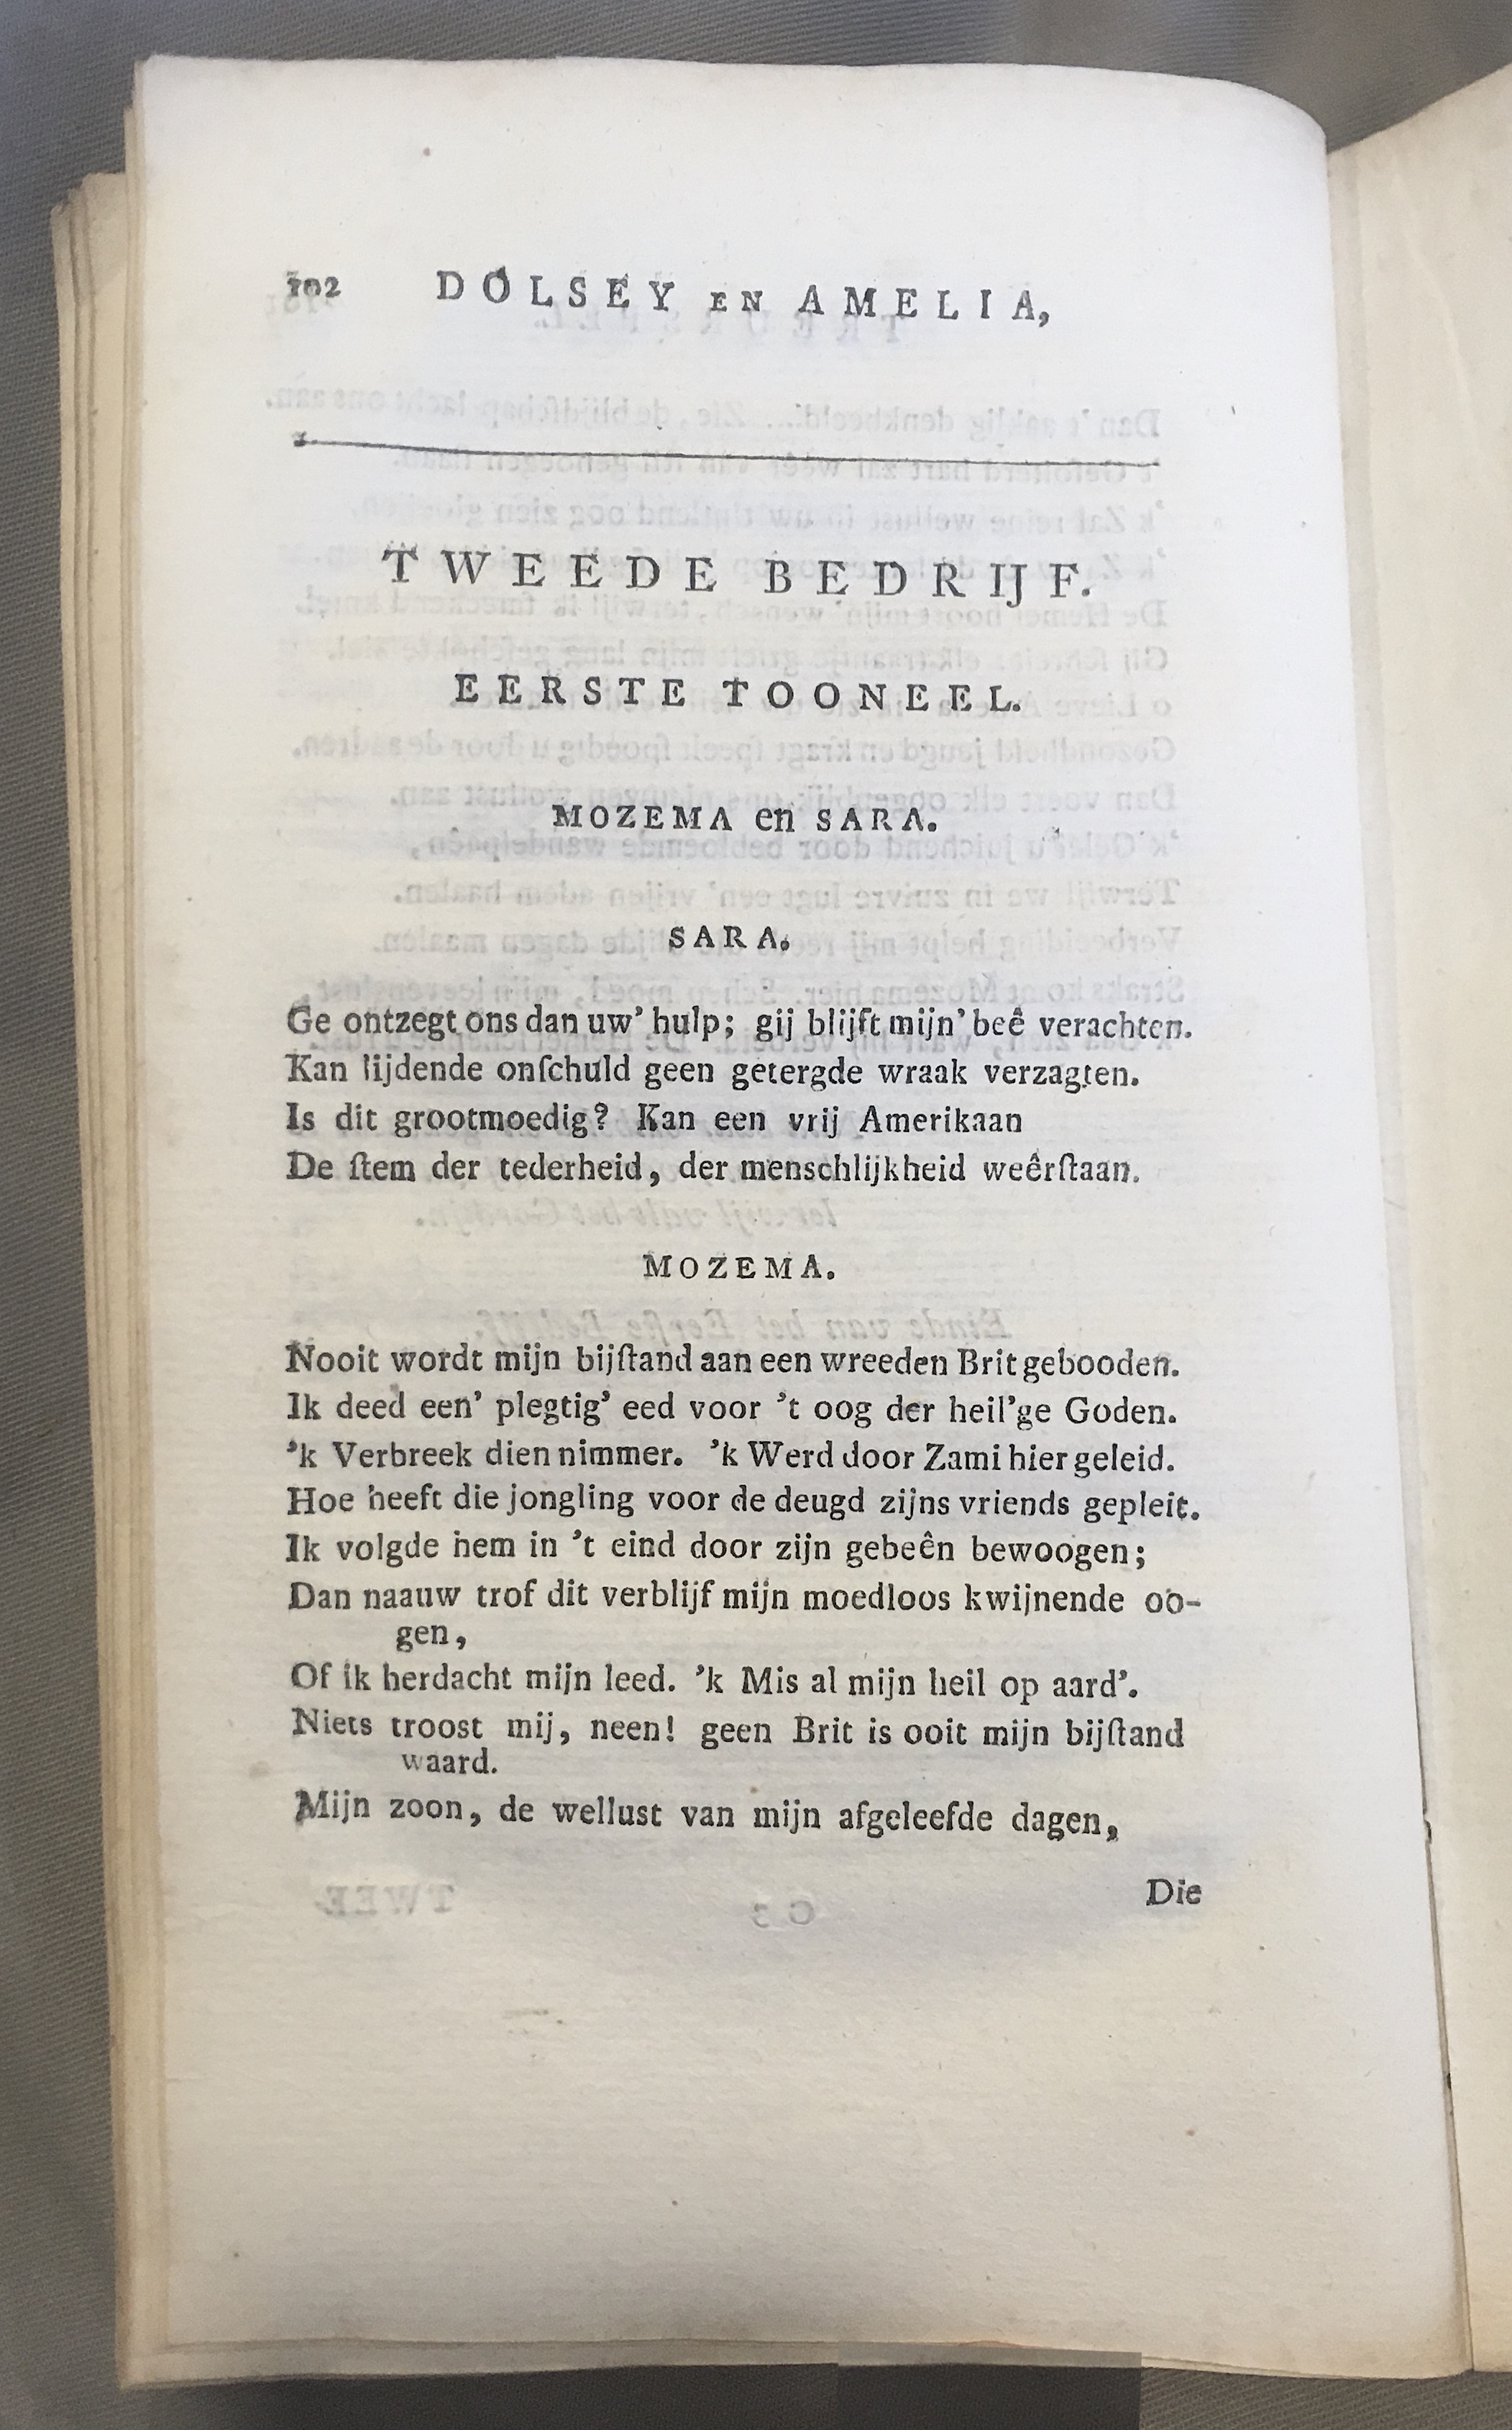 102 DOLSEY EN AMELIA,
TWEEDE BEDRIJF.
EERSTE TOONEEL.
MOZEMA en SARA.
SARA.
Ge ontzegt ons dan uw' hulp; gij blijft mijn' beê verachten.
Kan lijdende onſchuld geen getergde wraak verzagten.
Is dit grootmoedig? Kan een vrij Amerikaan
De ſtem der tederheid, der menschlijkheid weêrſtaan.
MOZEMA.
Nooit wordt mijn bijſtand aan een wreeden Brit gebooden.
Ik deed een' plegtig' eed voor 't oog der heil'ge Goden.
'k Verbreek dien nimmer. 'k Werd door Zami hier geleid.
Hoe heeft die jongling voor de deugd zijns vriends gepleit.
Ik volgde hem in 't eind door zijn gebeên bewoogen;
Dan naauw trof dit verblijf mijn moedloos kwijnende oo-
gen,
Of ik herdacht mijn leed. 'k Mis al mijn heil op aard'.
Niets troost mij, neen! geen Brit is ooit mijn bijſtand
waard.
Mijn zoon, de wellust van mijn afgeleefde dagen,
Die